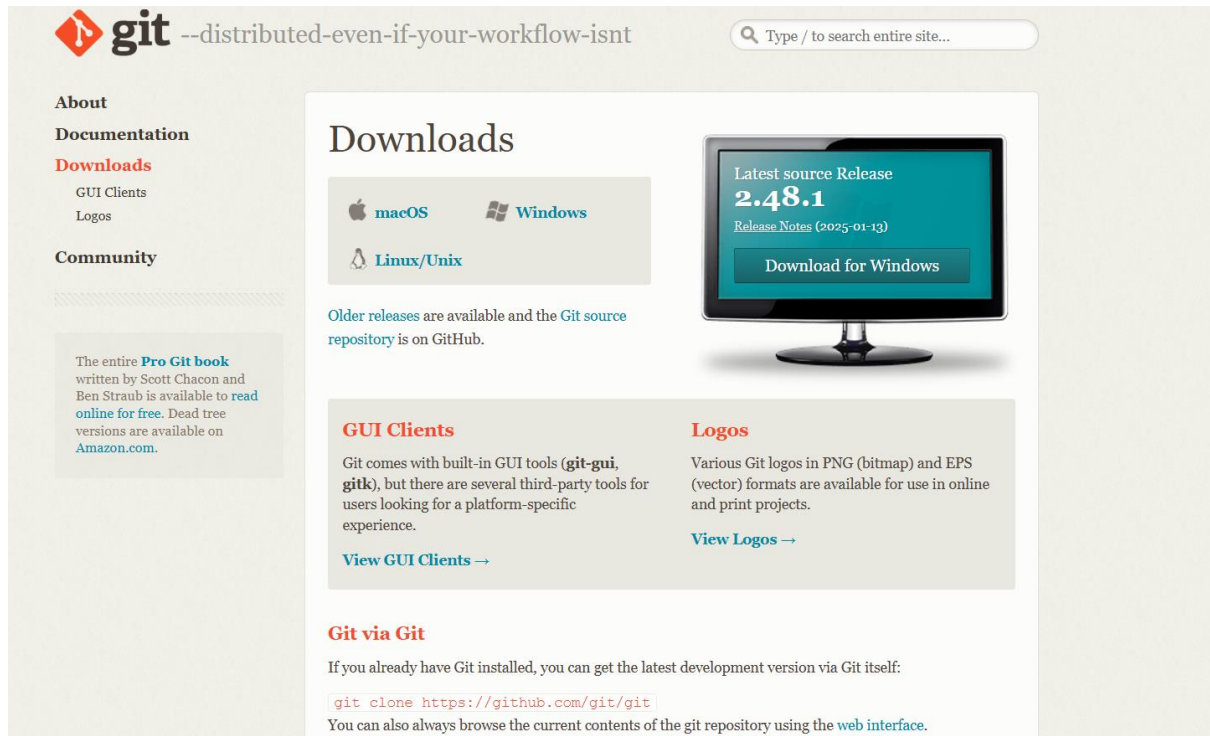 git --distributed-even-if-your-workflow-isnt
Type / to search entire site...
About
Documentation
Downloads
GUI Clients
Logos
Community
The entire Pro Git book
written by Scott Chacon and
Ben Straub is available to read
online for free. Dead tree
versions are available on
Amazon.com.
Downloads
macOS
Windows
Linux/Unix
Older releases are available and the Git source
repository is on GitHub.
Latest source Release
2.48.1
Release Notes (2025-01-13)
Download for Windows
GUI Clients
Git comes with built-in GUI tools (git-gui,
gitk), but there are several third-party tools for
users looking for a platform-specific
experience.
View GUI Clients →
Logos
Various Git logos in PNG (bitmap) and EPS
(vector) formats are available for use in online
and print projects.
View Logos →
Git via Git
If you already have Git installed, you can get the latest development version via Git itself:
git clone https://github.com/git/git
You can also always browse the current contents of the git repository using the web interface.